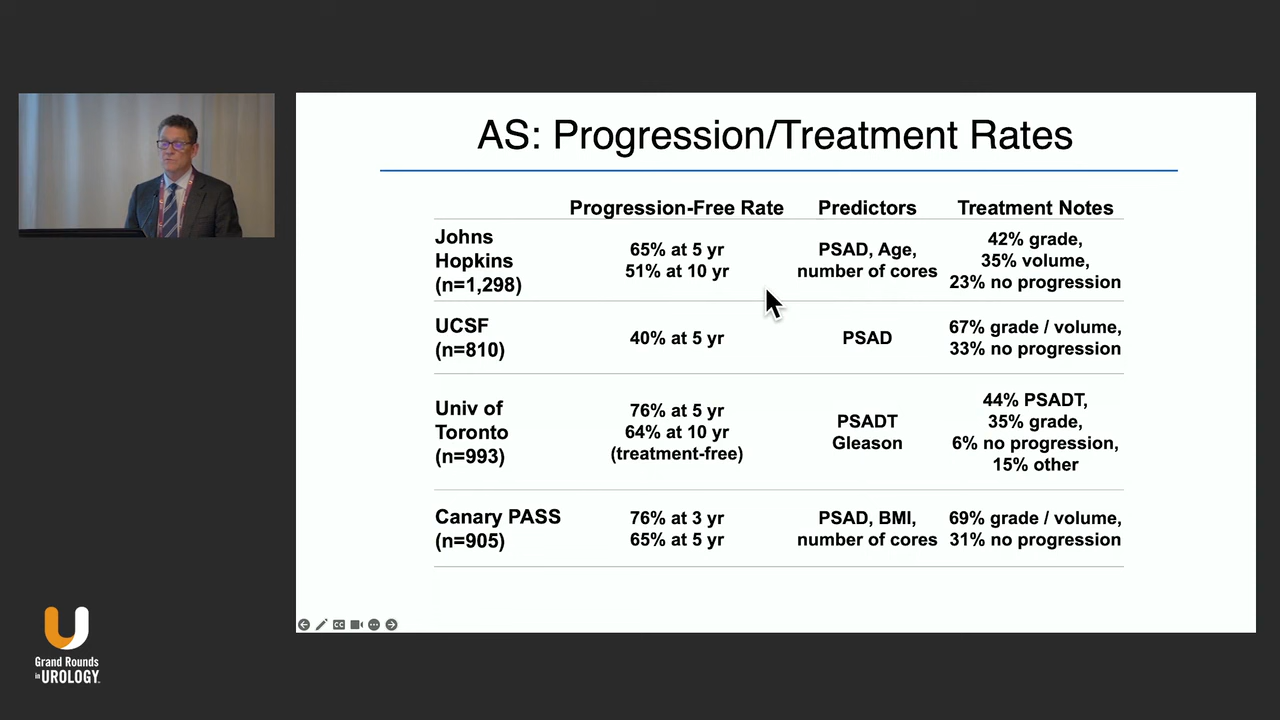 AS: Progression/Treatment Rates
Progression-Free Rate Predictors Treatment Notes
Johns
Hopkins
(n=1,298)
65% at 5 yr
51% at 10 yr
PSAD, Age,
number of cores
42% grade,
35% volume,
23% no progression
UCSF
(n=810)
40% at 5 yr
PSAD
67% grade / volume,
33% no progression
Univ of
Toronto
(n=993)
76% at 5 yr
64% at 10 yr
(treatment-free)
PSADT
Gleason
44% PSADT,
35% grade,
6% no progression,
15% other
Canary PASS
(n=905)
76% at 3 yr
65% at 5 yr
PSAD, BMI,
number of cores
69% grade / volume,
31% no progression
CC
U
Grand Rounds
in UROLOGY